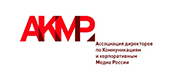 АКМР
Ассоциация директоров
по Коммуникациям
и корпоративным
Медиа России